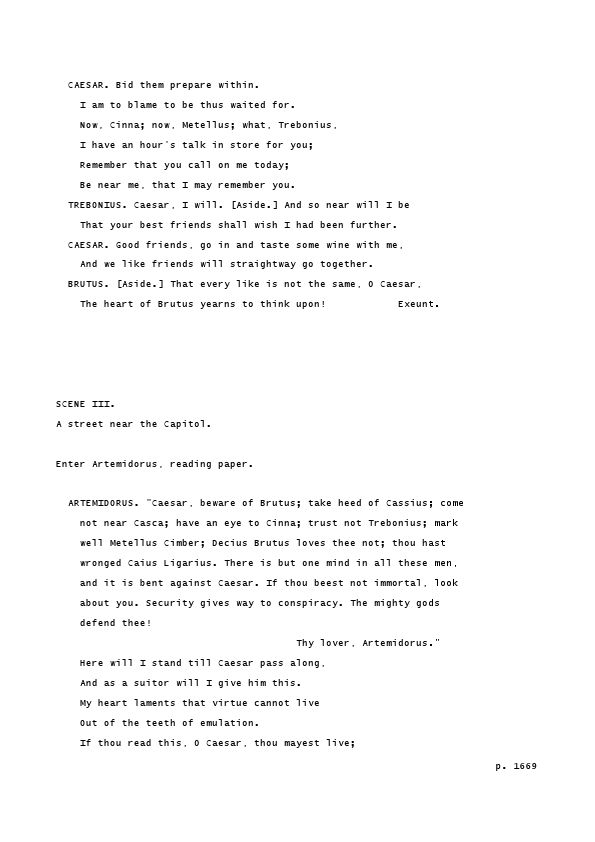 CAESAR. Bid them prepare within.
I am to blame to be thus waited for.
Now, Cinna; now, Metellus; what, Trebonius,
I have an hour's talk in store for you;
Remember that you call on me today;
Be near me, that I may remember you.
TREBONIUS. Caesar, I will. [Aside.] And so near will I be
That your best friends shall wish I had been further.
CAESAR. Good friends, go in and taste some wine with me,
And we like friends will straightway go together.
BRUTUS. [Aside.] That every like is not the same, O Caesar,
The heart of Brutus yearns to think upon! Exeunt.
SCENE III.
A street near the Capitol.
Enter Artemidorus, reading paper.
ARTEMIDORUS. "Caesar, beware of Brutus; take heed of Cassius; come
not near Casca; have an eye to Cinna; trust not Trebonius; mark
well Metellus Cimber; Decius Brutus loves thee not; thou hast
wronged Caius Ligarius. There is but one mind in all these men,
and it is bent against Caesar. If thou beest not immortal, look
about you. Security gives way to conspiracy. The mighty gods
defend thee!
Thy lover, Artemidorus."
Here will I stand till Caesar pass along,
And as a suitor will I give him this.
My heart laments that virtue cannot live
Out of the teeth of emulation.
If thou read this, O Caesar, thou mayest live;
p. 1669